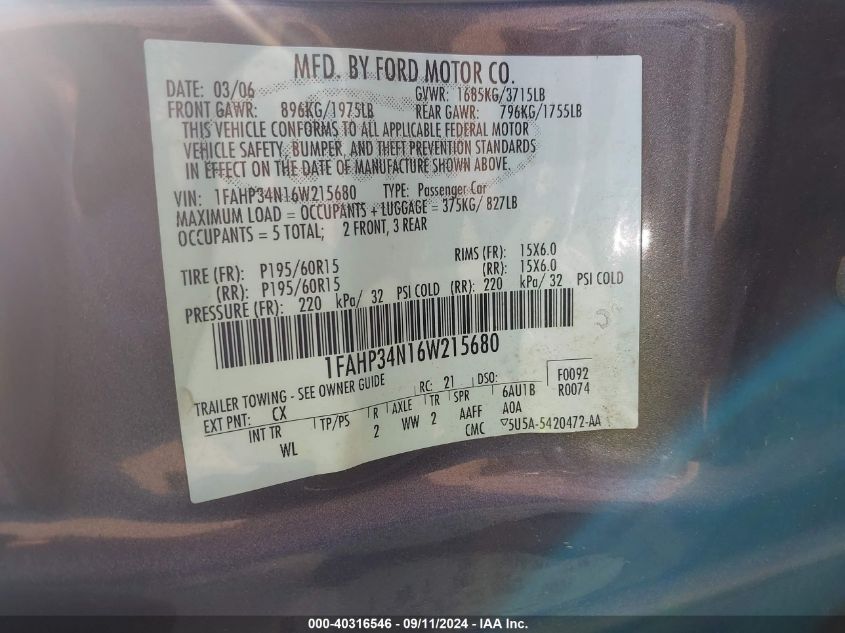 MFD. BY FORD MOTOR CO.
DATE: 03/06 GVWR: 1685KG/3715LB
FRONT GAWR: 896KG/1975LB REAR GAWR: 796KG/1755LB
THIS VEHICLE CONFORMS TO ALL APPLICABLE FEDERAL MOTOR
VEHICLE SAFETY, BUMPER, AND THEFT PREVENTION STANDARDS
IN EFFECT ON THE DATE OF MANUFACTURE SHOWN ABOVE.
VIN: 1FAHP34N16W215680 TYPE: Passenger Car
MAXIMUM LOAD = OCCUPANTS + LUGGAGE = 375KG/ 827LB
OCCUPANTS = 5 TOTAL; 2 FRONT, 3 REAR
TIRE (FR): P195/60R15 RIMS (FR): 15X6.0
(RR): P195/60R15 (RR): 15X6.0
PRESSURE (FR): 220 kPa/ 32 PSI COLD (RR): 220 kPa/ 32 PSI COLD
1FAHP34N16W215680
TRAILER TOWING - SEE OWNER GUIDE RC: 21 DSO: F0092
EXT PNT: CX 6AU1B R0074
INT TR TP/PS R AXLE TR SPR A0A
WL 2 WW 2 AAFF
CMC ▽5U5A-5420472-AA
000-40316546 - 09/11/2024 - IAA Inc.